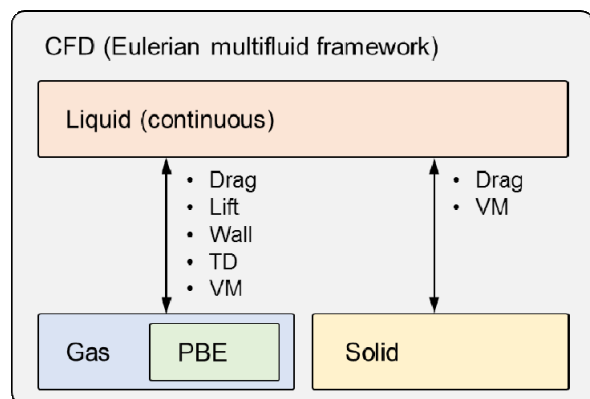 CFD (Eulerian multifluid framework)
Liquid (continuous)
• Drag
• Lift
• Wall
• TD
• VM
• Drag
• VM
Gas
PBE
Solid